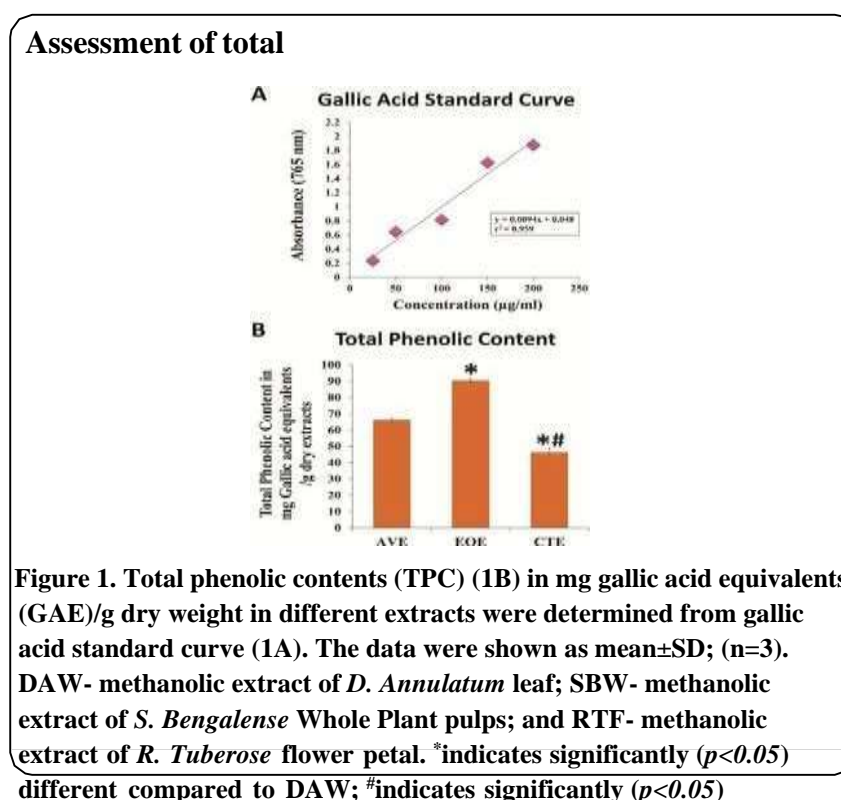 Assessment of total
A
Gallic Acid Standard Curve
Absorbance (765 nm)
2.2
2
1.8
1.6
1.4
1.2
1
0.8
0.6
0.4
0.2
0
0 50 100 150 200 250
Concentration (µg/ml)
y = 0.0094x + 0.048
r² = 0.959
B
Total Phenolic Content
Total Phenolic Content in
mg Gallic acid equivalents
/g dry extracts
100
90
80
70
60
50
40
30
20
10
0
*
*#
AVE EOE CTE
Figure 1. Total phenolic contents (TPC) (1B) in mg gallic acid equivalents
(GAE)/g dry weight in different extracts were determined from gallic
acid standard curve (1A). The data were shown as mean±SD; (n=3).
DAW- methanolic extract of D. Annulatum leaf; SBW- methanolic
extract of S. Bengalense Whole Plant pulps; and RTF- methanolic
extract of R. Tuberose flower petal. *indicates significantly (p<0.05)
different compared to DAW; #indicates significantly (p<0.05)